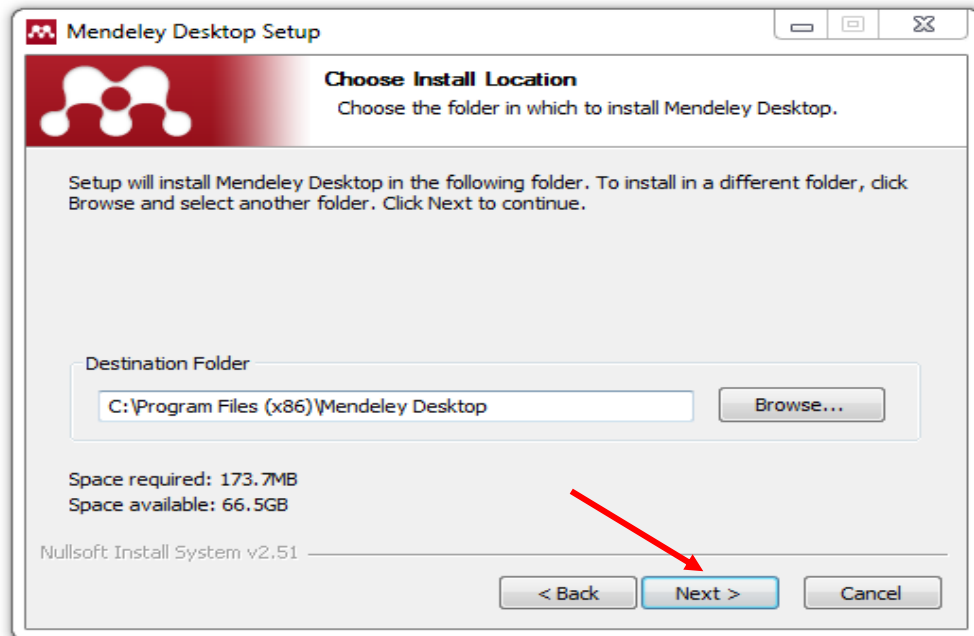 Mendeley Desktop Setup
Choose Install Location
Choose the folder in which to install Mendeley Desktop.
Setup will install Mendeley Desktop in the following folder. To install in a different folder, click
Browse and select another folder. Click Next to continue.
Destination Folder
C:\Program Files (x86)\Mendeley Desktop
Browse...
Space required: 173.7MB
Space available: 66.5GB
Nullsoft Install System v2.51
< Back
Next >
Cancel